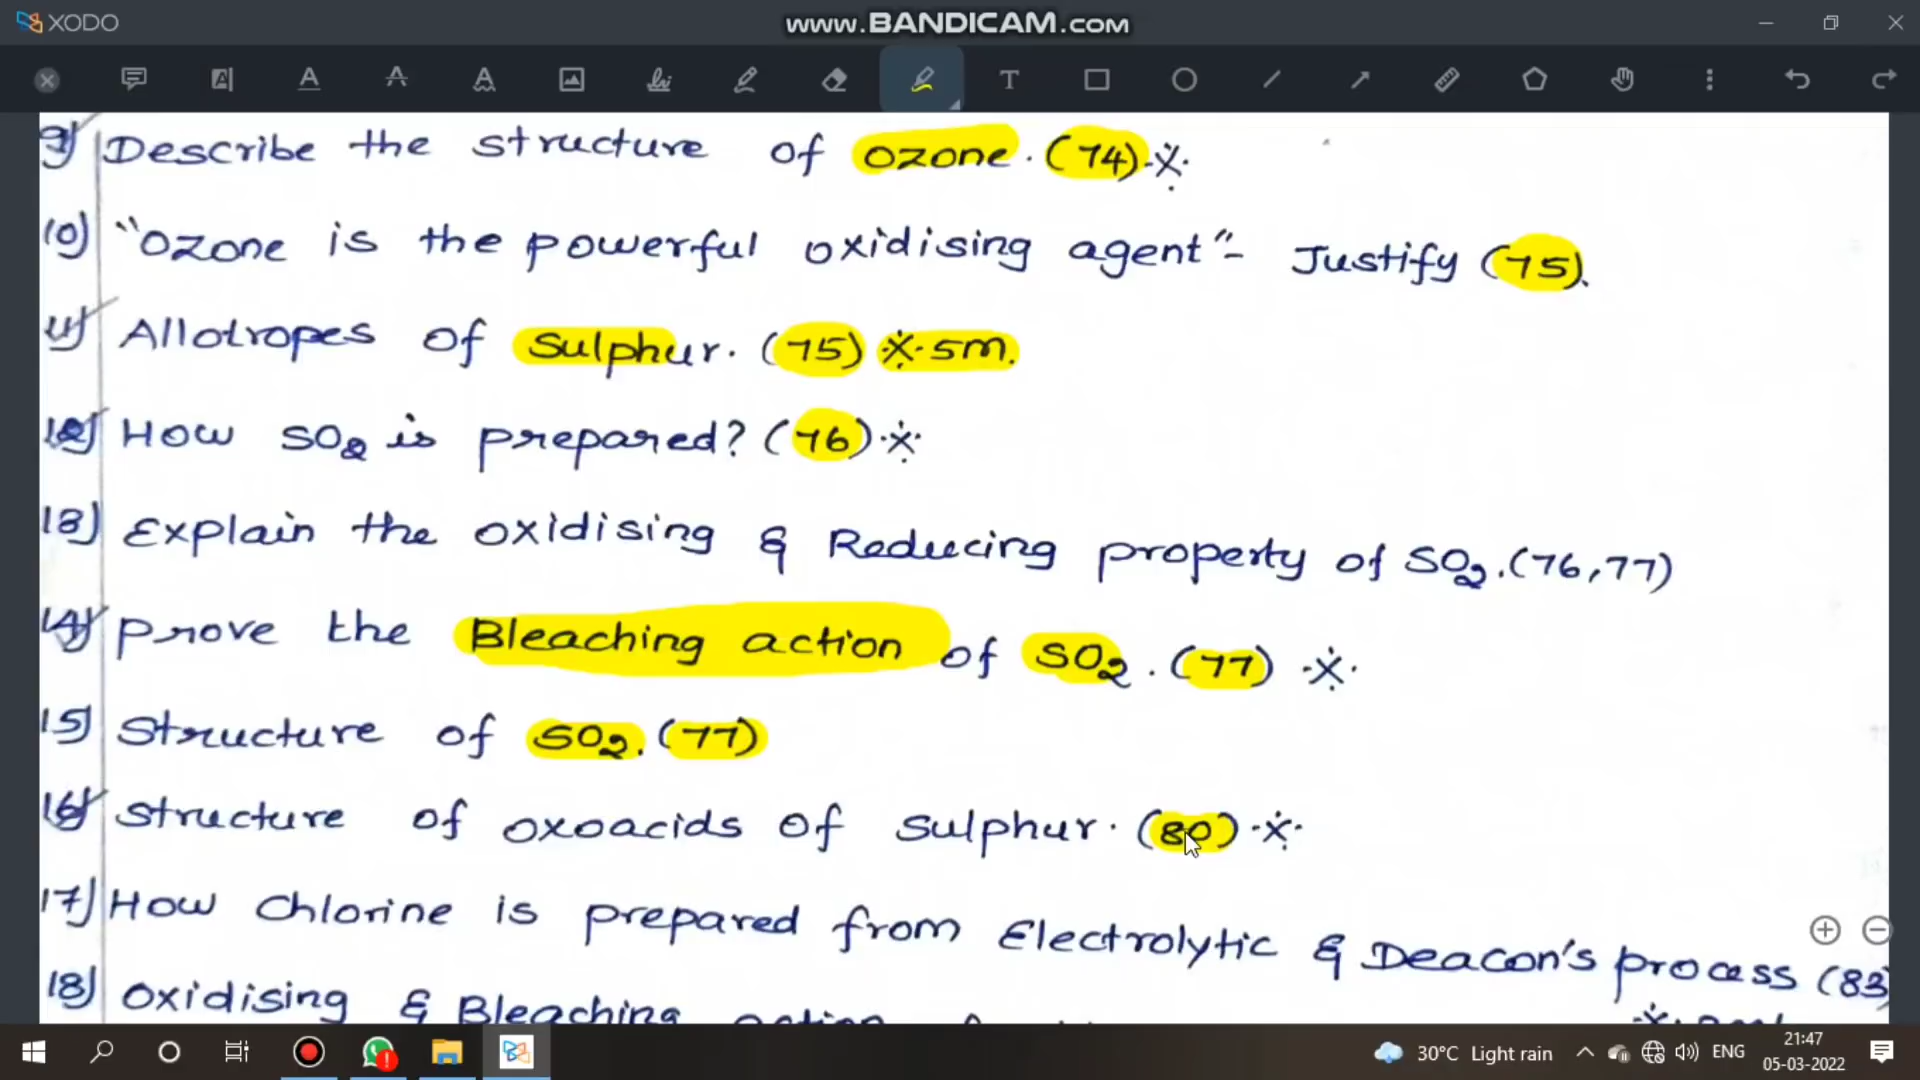 XODO
www.BANDICAM.com
9) Describe the structure of Ozone. (74) ※
10) "Ozone is the powerful oxidising agent" - Justify (75).
11) Allotropes of Sulphur. (75) ※ 5m.
12) How SO2 is prepared? (76) ※
13) Explain the oxidising & Reducing property of SO2. (76,77)
14) Prove the Bleaching action of SO2. (77) ※
15) Structure of SO2. (77)
16) Structure of oxoacids of Sulphur. (80) ※
17) How Chlorine is prepared from Electrolytic & Deacon's process (83)
18) Oxidising & Bleaching action
30°C Light rain
ENG
21:47
05-03-2022